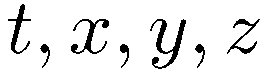 t, x, y, z